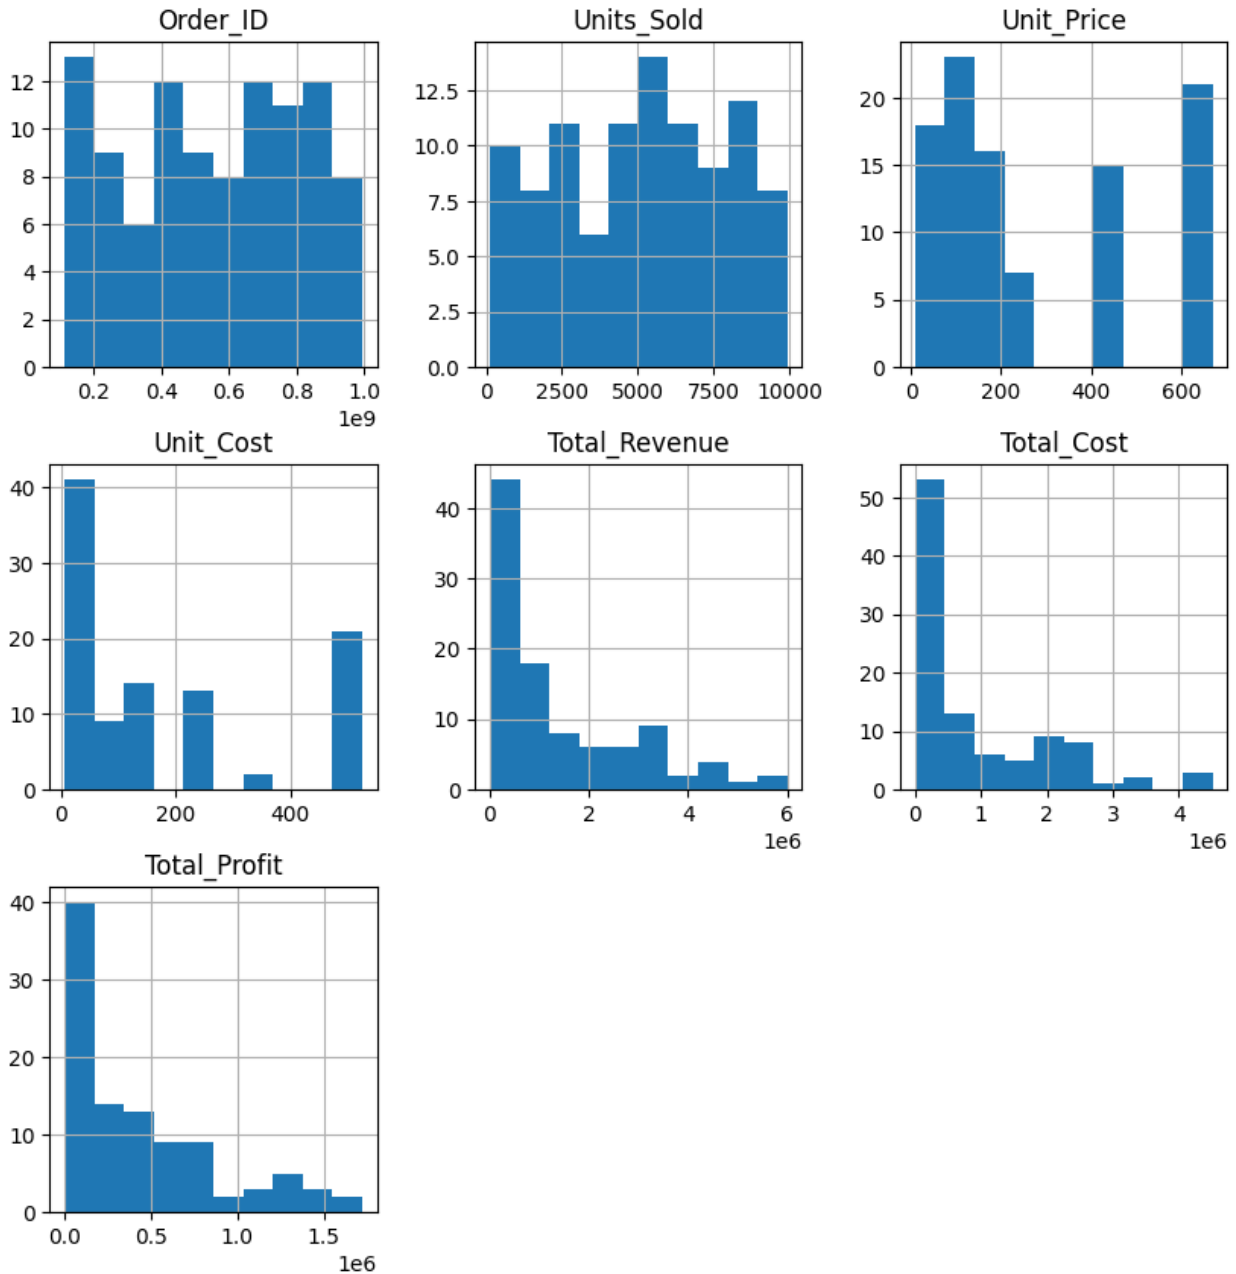 Order_ID
12
10
8
6
4
2
0
0.2 0.4 0.6 0.8 1.0
1e9
Units_Sold
12.5
10.0
7.5
5.0
2.5
0.0
0 2500 5000 7500 10000
Unit_Price
20
15
10
5
0
0 200 400 600
Unit_Cost
40
30
20
10
0
0 200 400
Total_Revenue
40
30
20
10
0
0 2 4 6
1e6
Total_Cost
50
40
30
20
10
0
0 1 2 3 4
1e6
Total_Profit
40
30
20
10
0
0.0 0.5 1.0 1.5
1e6